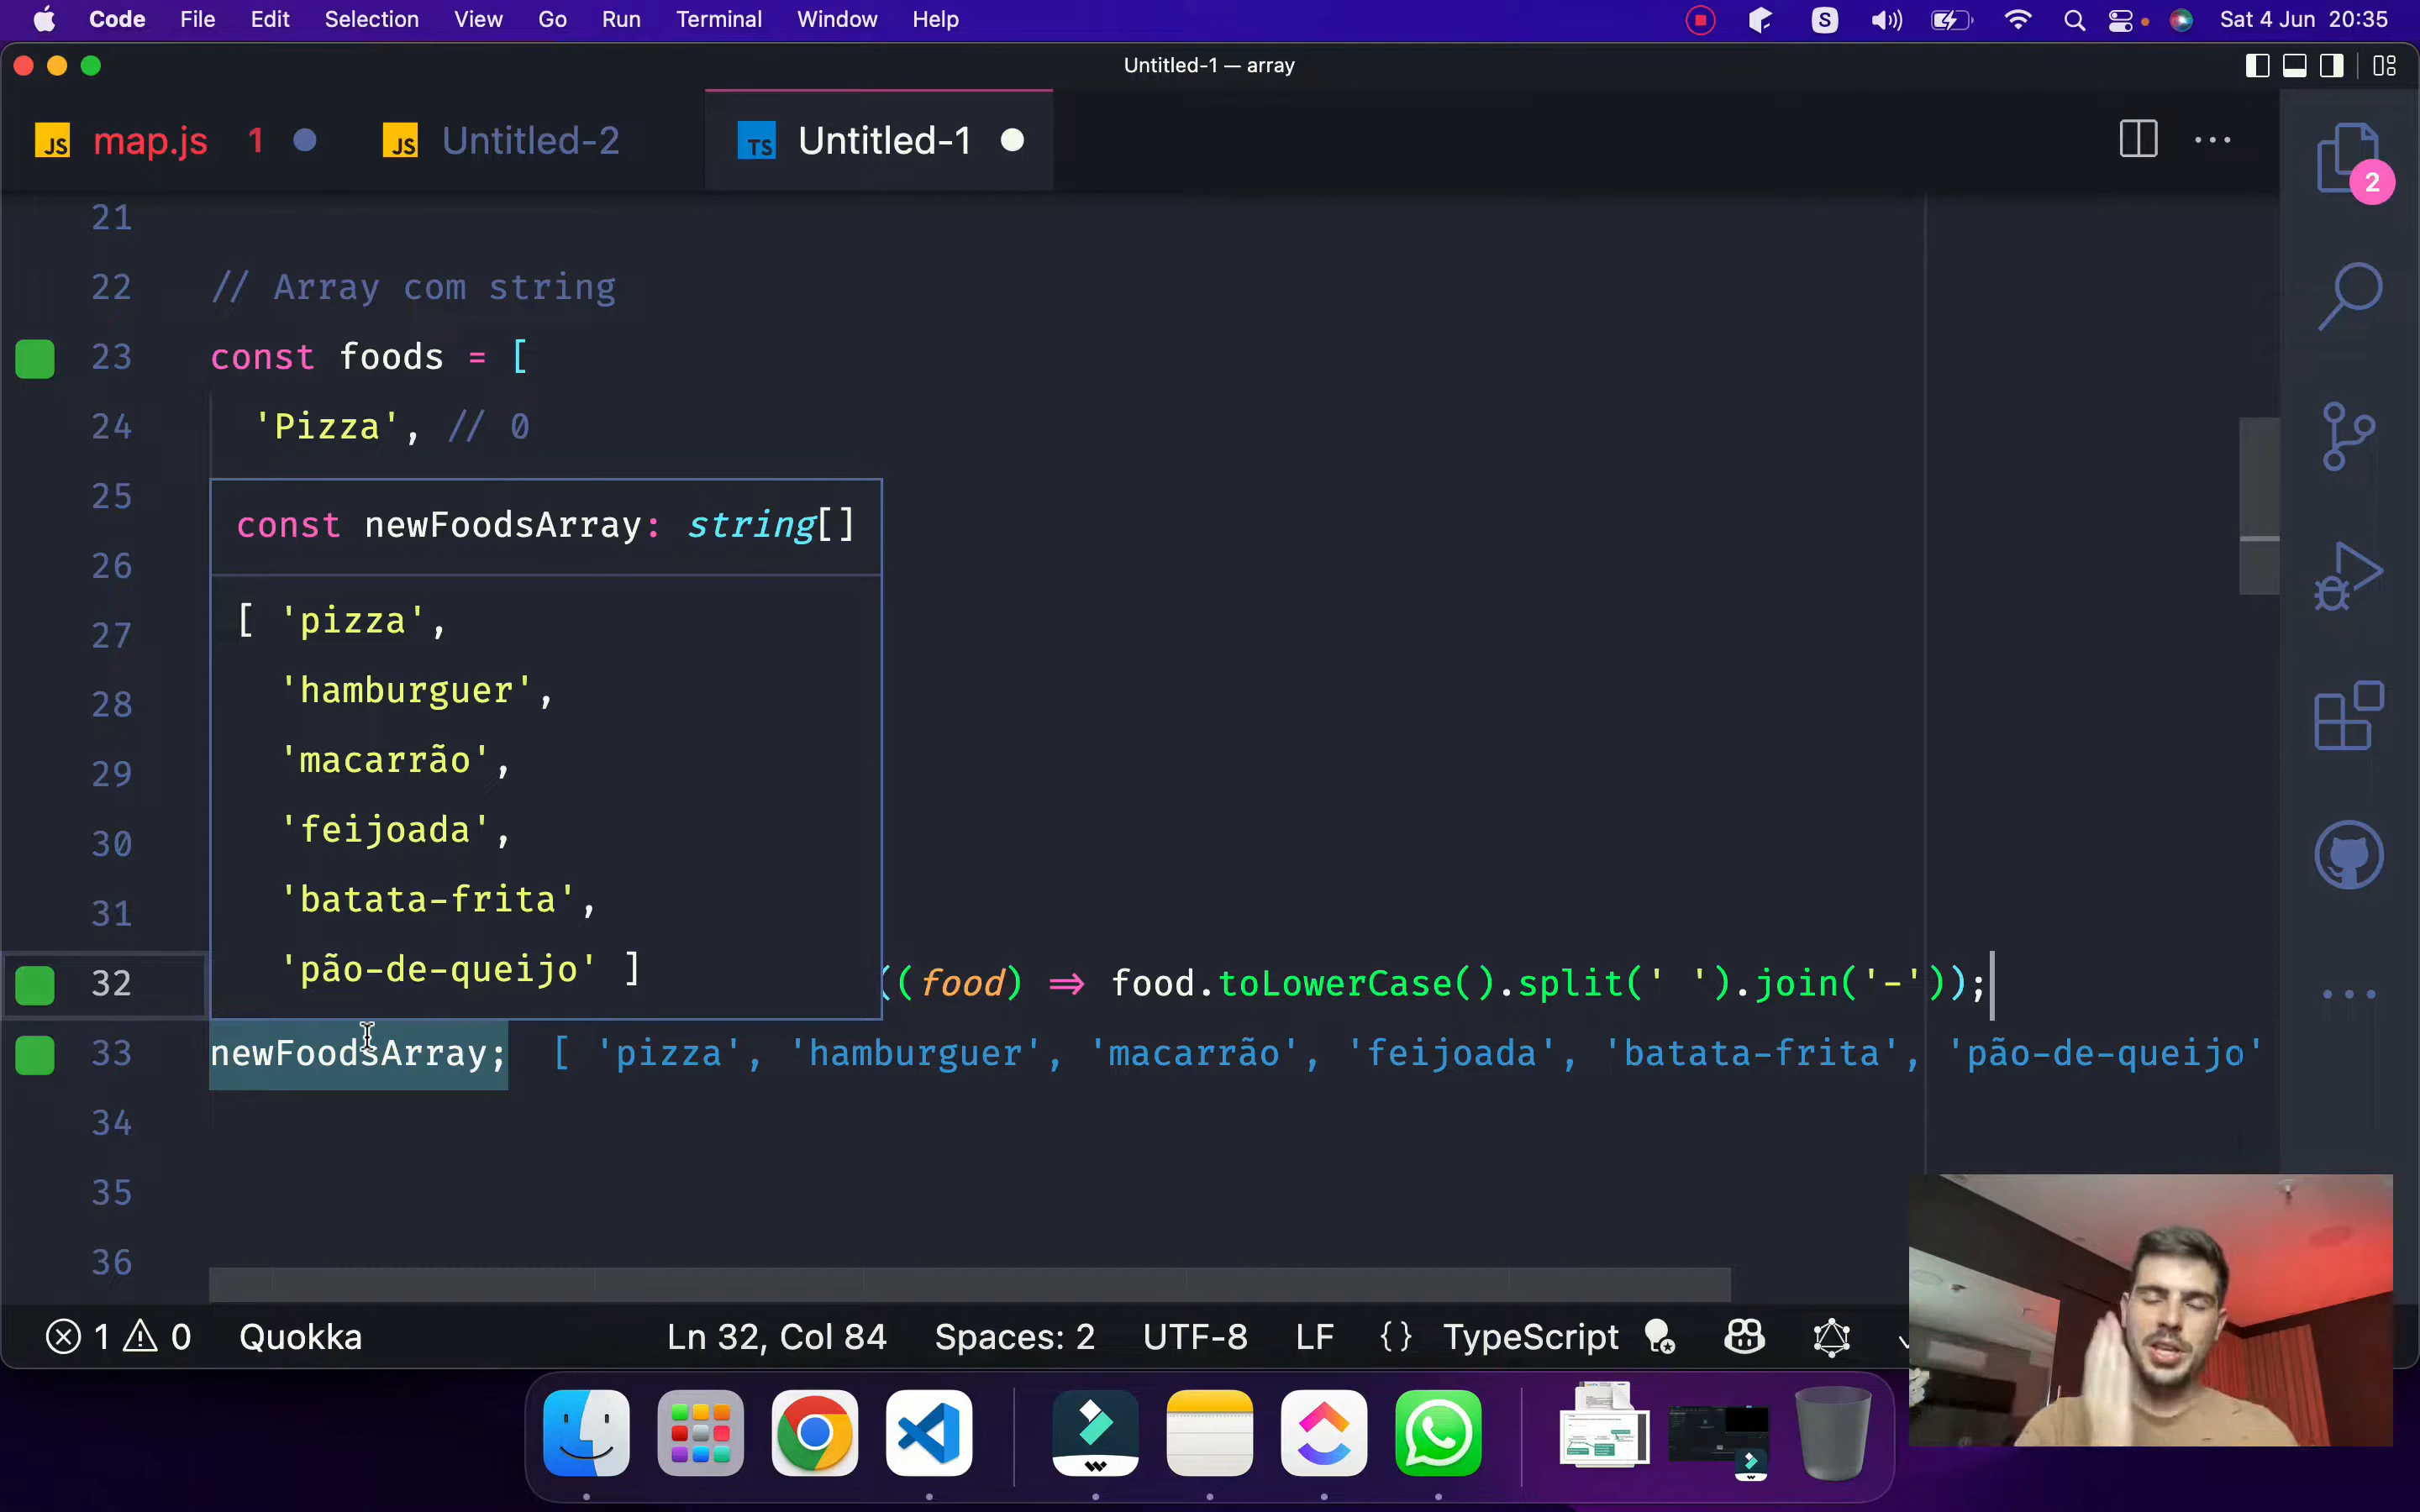 Code File Edit Selection View Go Run Terminal Window Help S Sat 4 Jun 20:35
Untitled-1 — array
JS map.js 1 JS Untitled-2 TS Untitled-1
2
21
22 // Array com string
23 const foods = [
24 'Pizza', // 0
25
const newFoodsArray: string[]
26
27 [ 'pizza',
28 'hamburguer',
29 'macarrão',
30 'feijoada',
31 'batata-frita',
'pão-de-queijo' ]
32 ((food) => food.toLowerCase().split(' ').join('-'));
33 newFoodsArray; [ 'pizza', 'hamburguer', 'macarrão', 'feijoada', 'batata-frita', 'pão-de-queijo'
34
35
36
1 0 Quokka Ln 32, Col 84 Spaces: 2 UTF-8 LF {} TypeScript